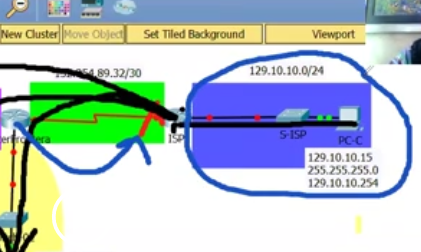 New Cluster Move Object Set Tiled Background Viewport
129.10.10.0/24
ISP
S-ISP
PC-C
129.10.10.15
255.255.255.0
129.10.10.254